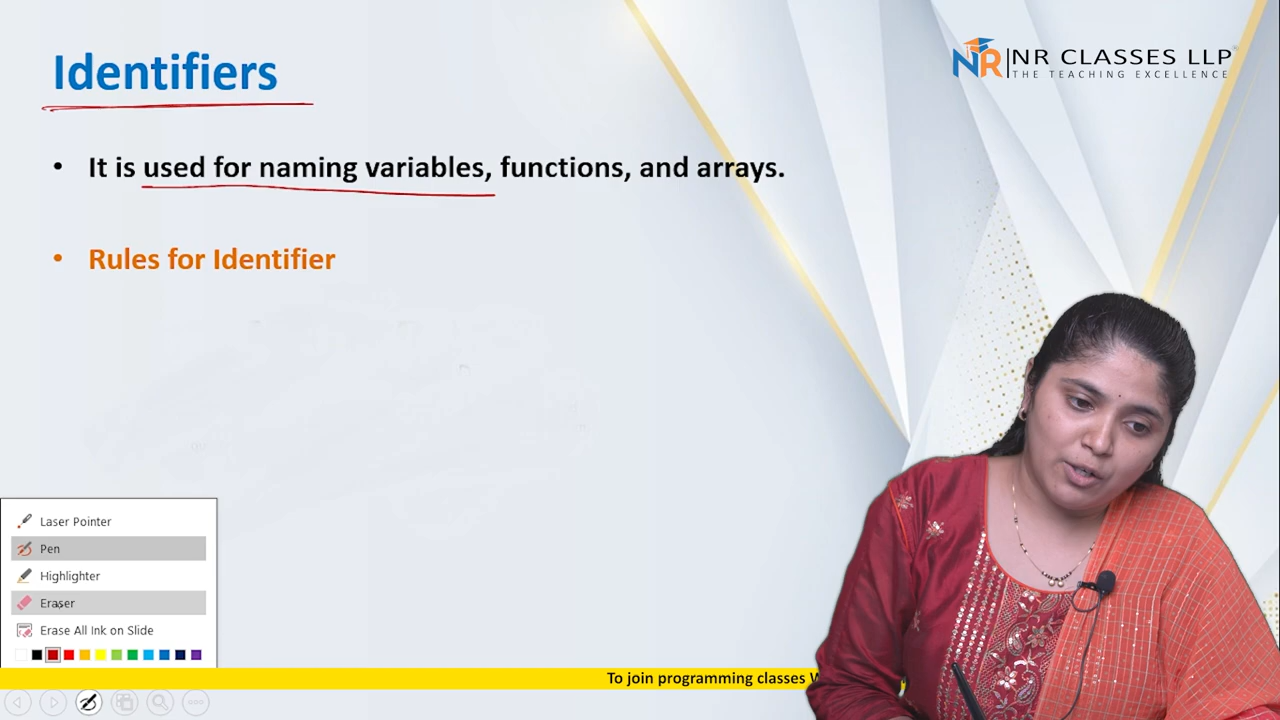 Identifiers
NR NR CLASSES LLP
THE TEACHING EXCELLENCE
• It is used for naming variables, functions, and arrays.
• Rules for Identifier
Laser Pointer
Pen
Highlighter
Eraser
Erase All Ink on Slide
To join programming classes